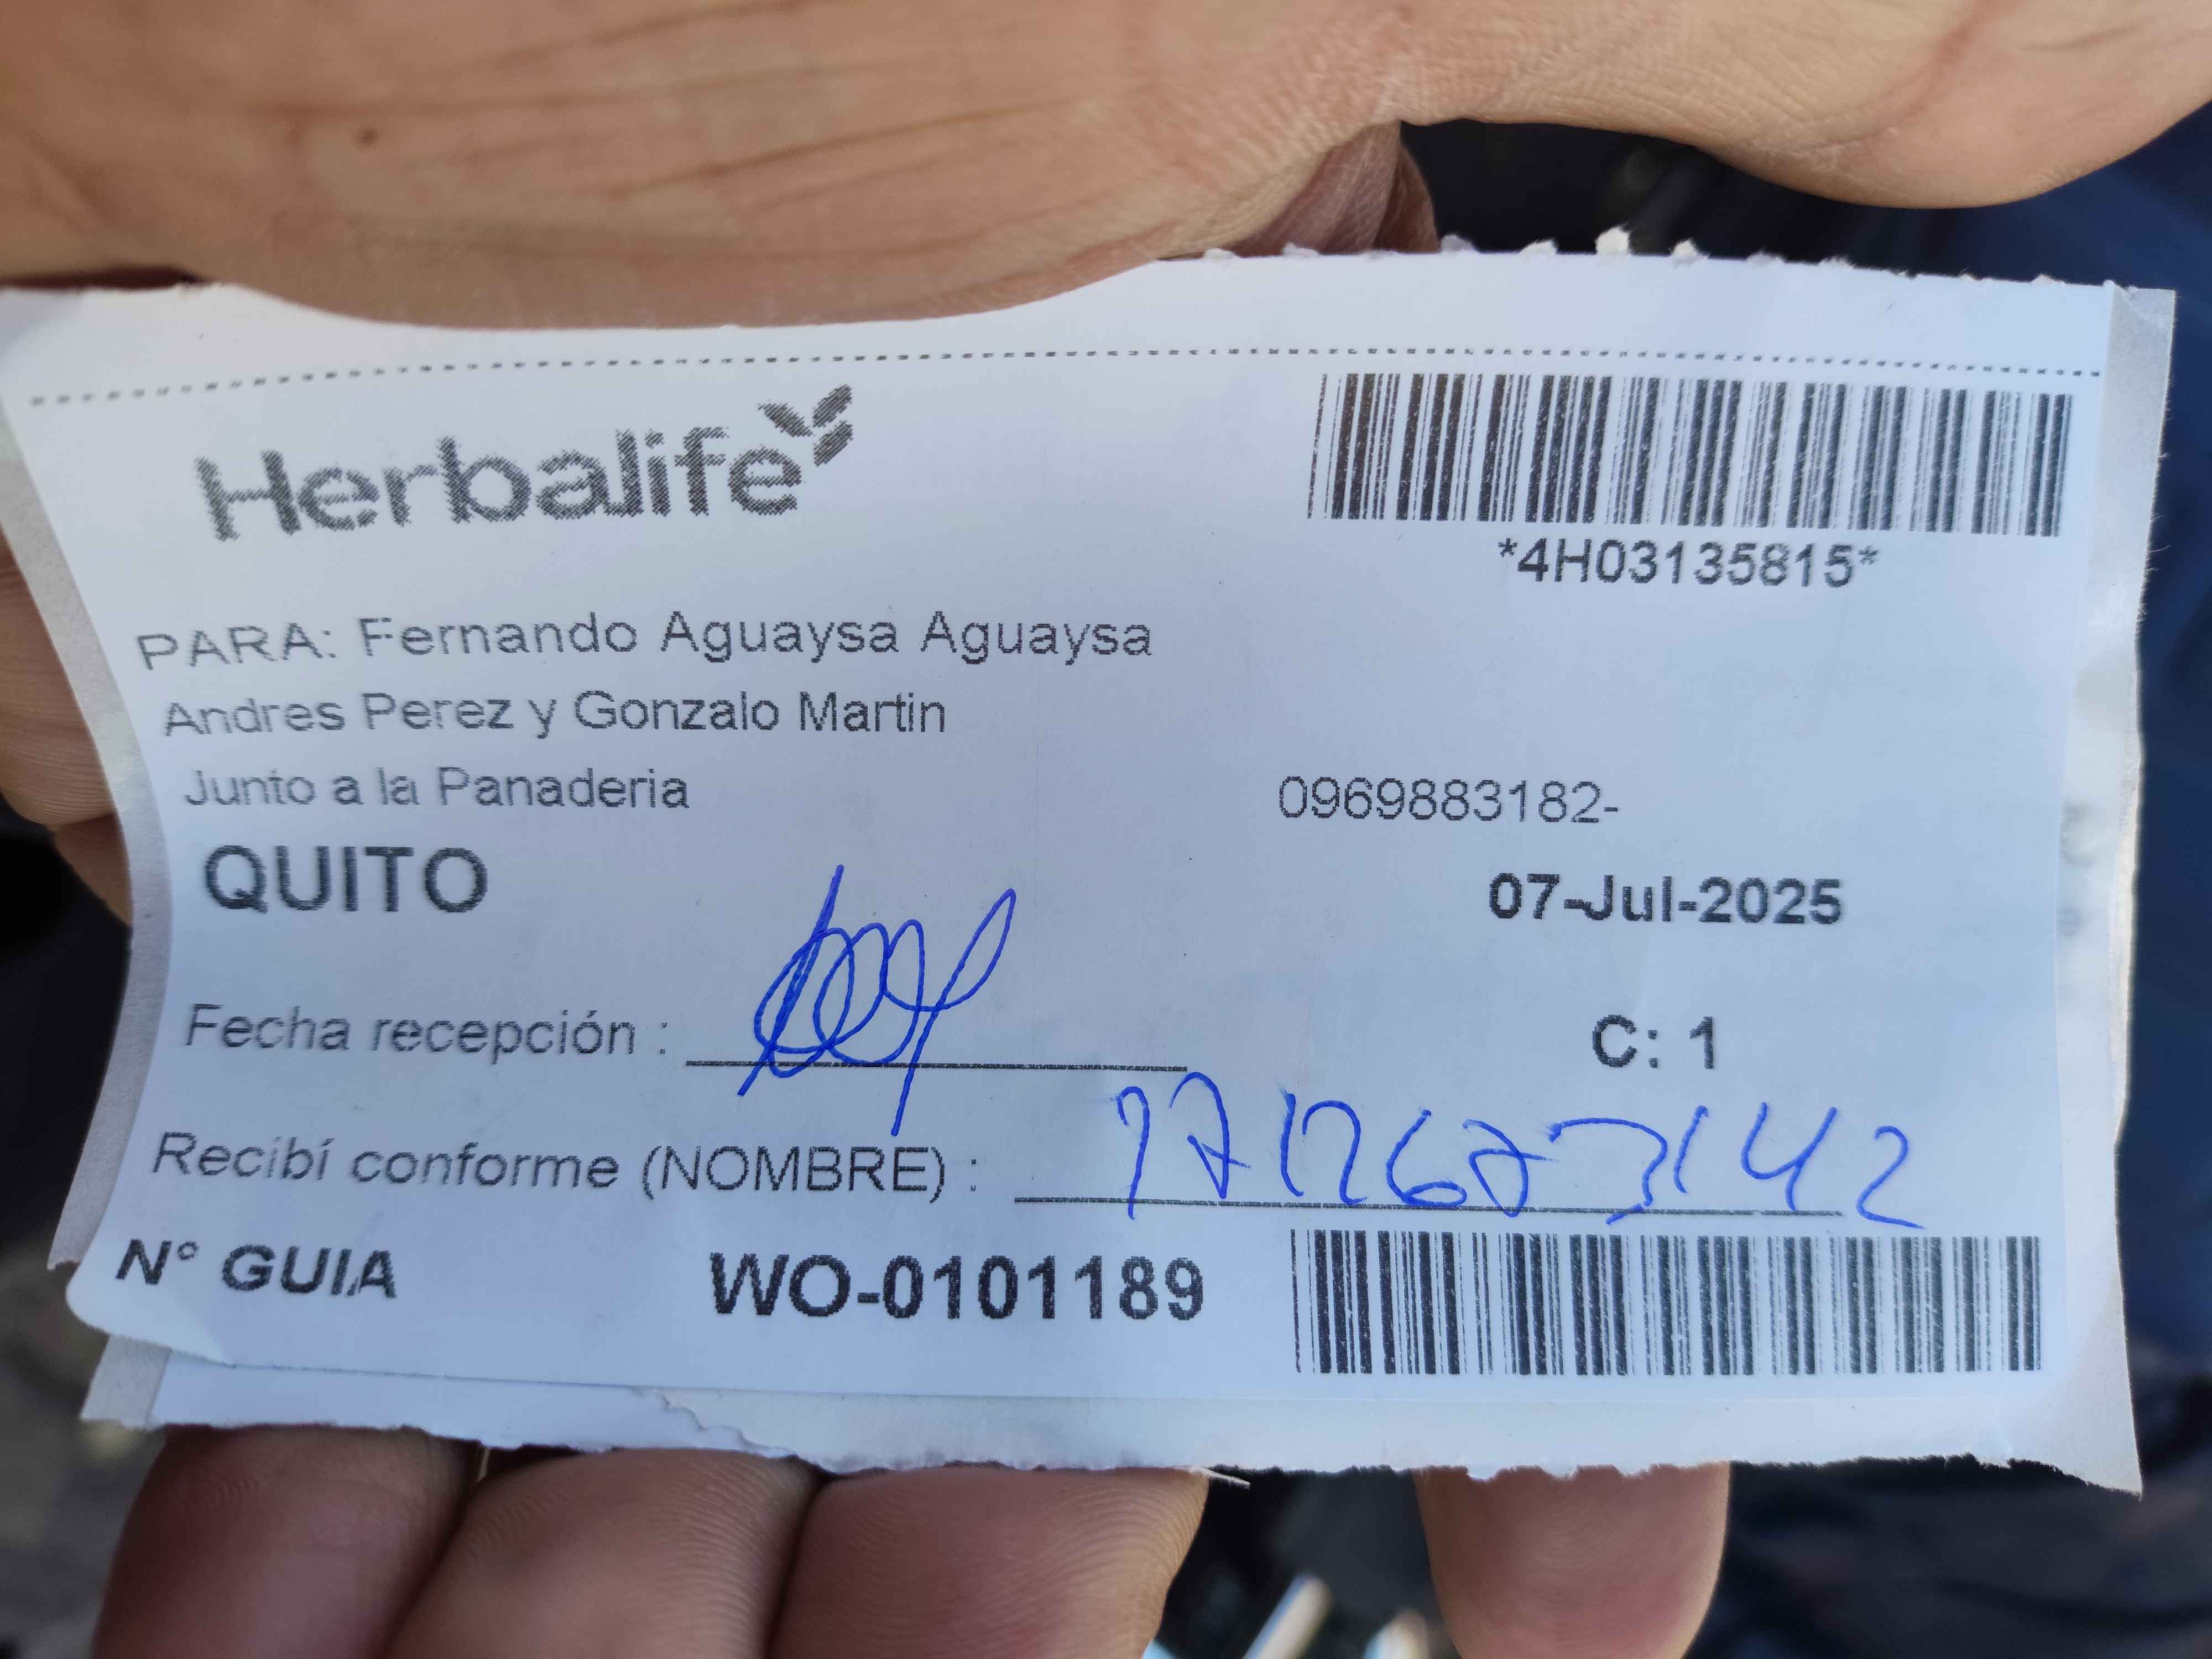 Herbalife
*4H03135815*
PARA: Fernando Aguaysa Aguaysa
Andres Perez y Gonzalo Martin
Junto a la Panaderia
0969883182-
QUITO
07-Jul-2025
Fecha recepción :
C: 1
Recibí conforme (NOMBRE) :
N° GUIA WO-0101189